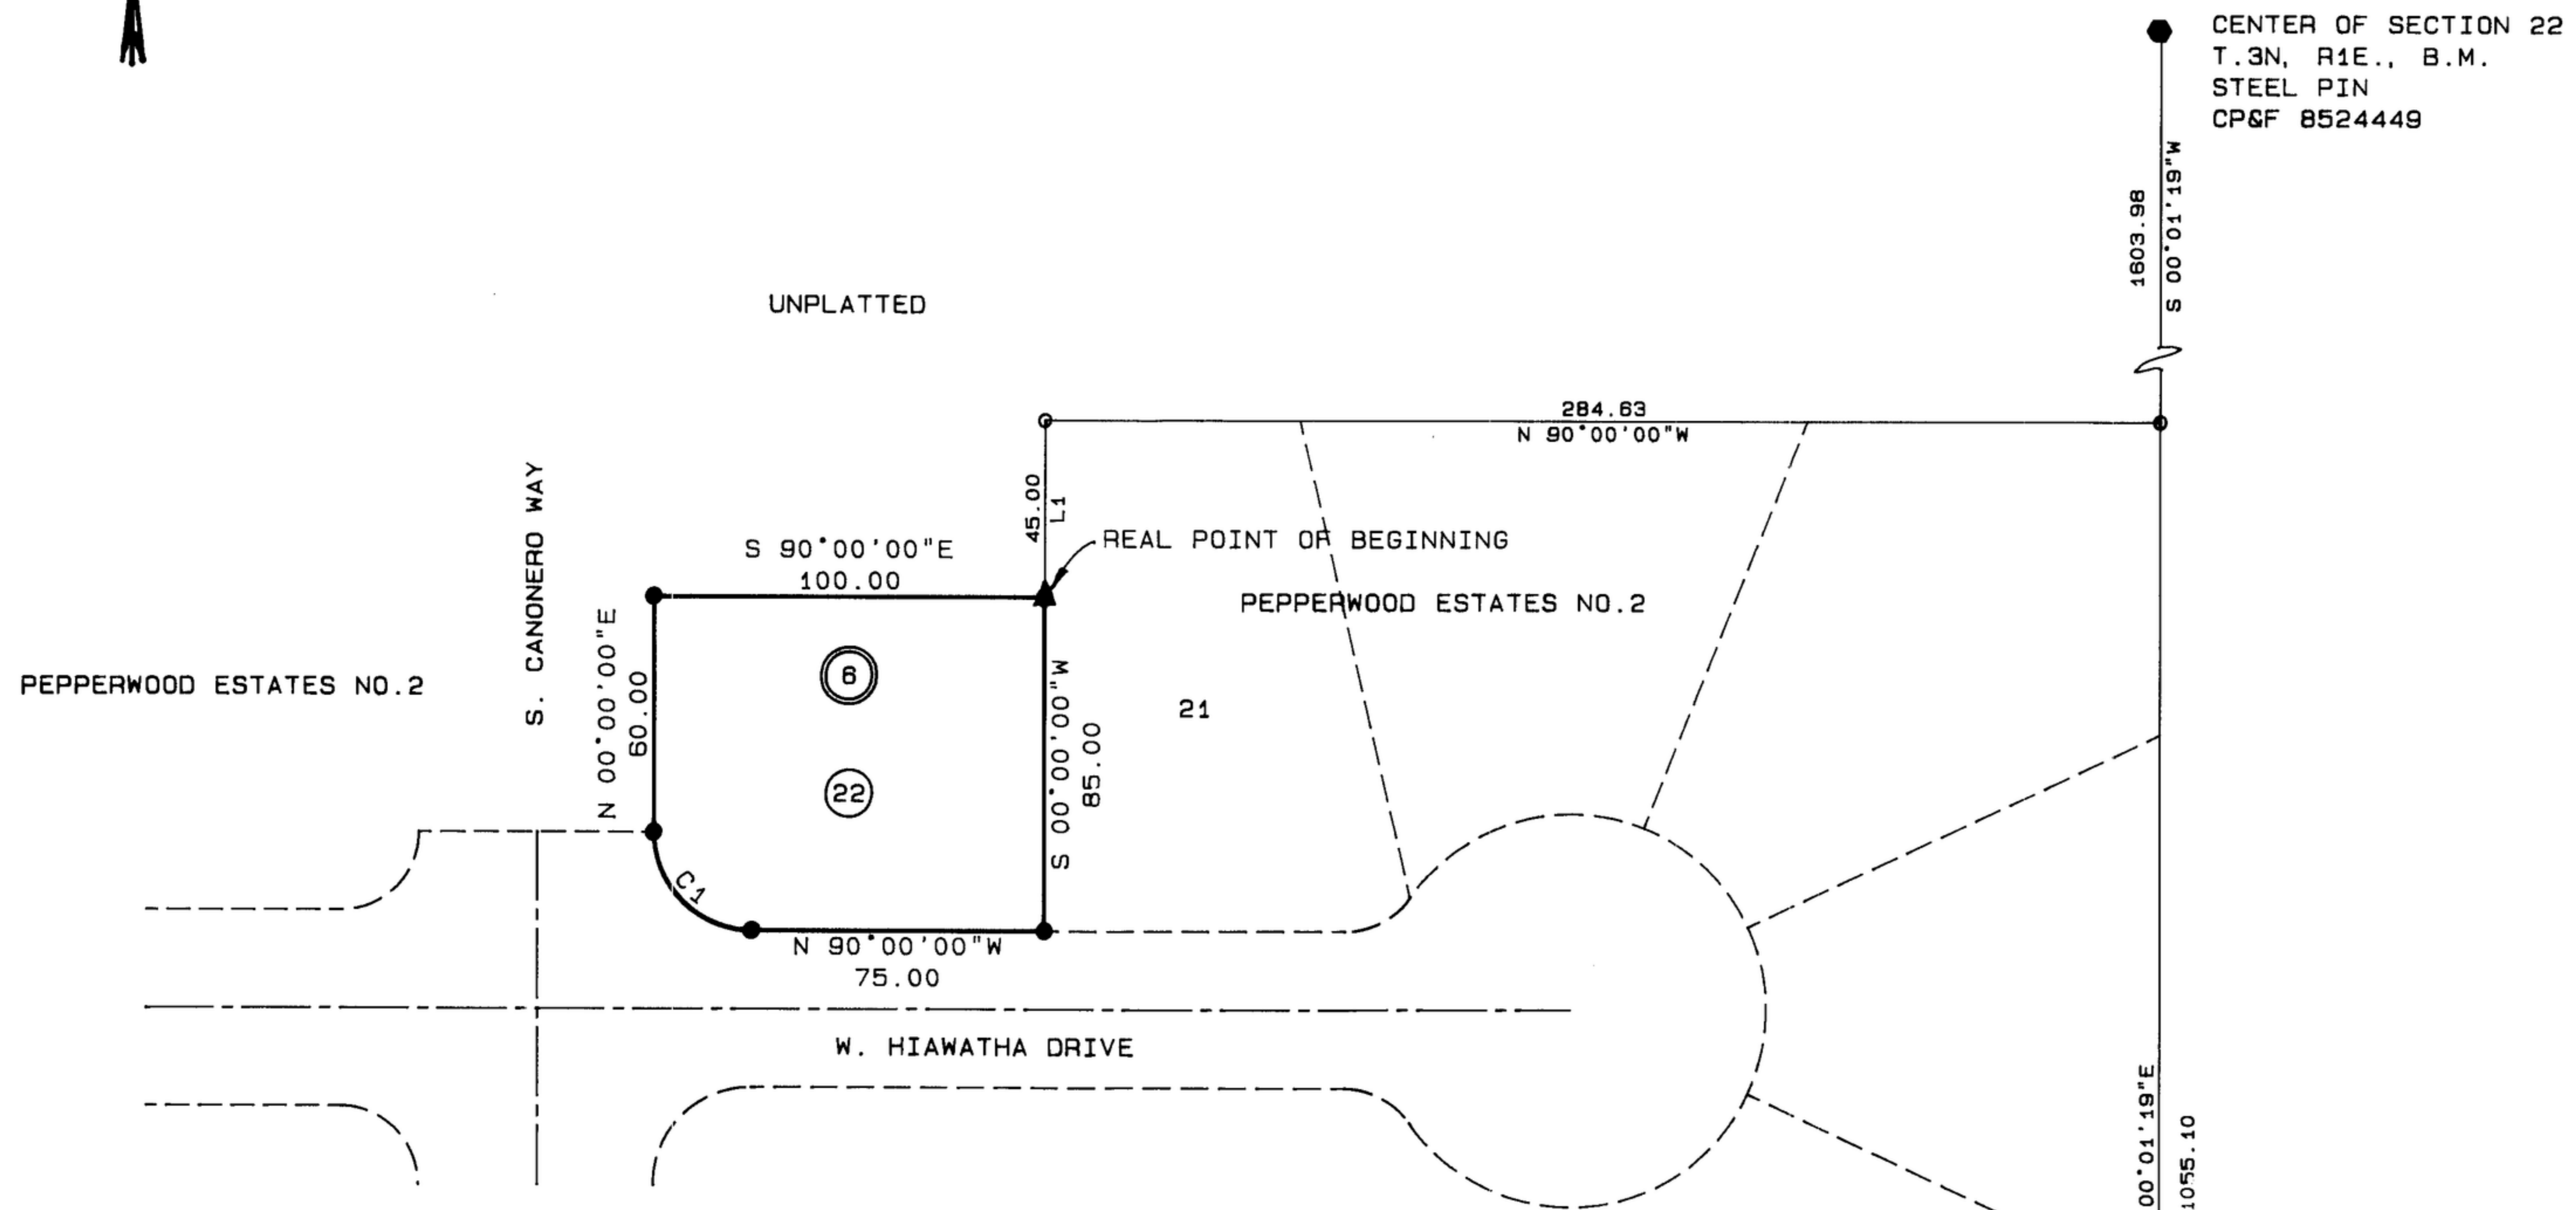 CENTER OF SECTION 22
T.3N, R1E., B.M.
STEEL PIN
CP&F 8524449
1603.98
S 00°01'19"W
UNPLATTED
284.63
N 90°00'00"W
45.00
L1
REAL POINT OF BEGINNING
S. CANONERO WAY
S 90°00'00"E
100.00
PEPPERWOOD ESTATES NO.2
N 00°00'00"E
60.00
6
S 00°00'00"W
85.00
PEPPERWOOD ESTATES NO.2
21
22
C1
N 90°00'00"W
75.00
W. HIAWATHA DRIVE
00°01'19"E
1055.10